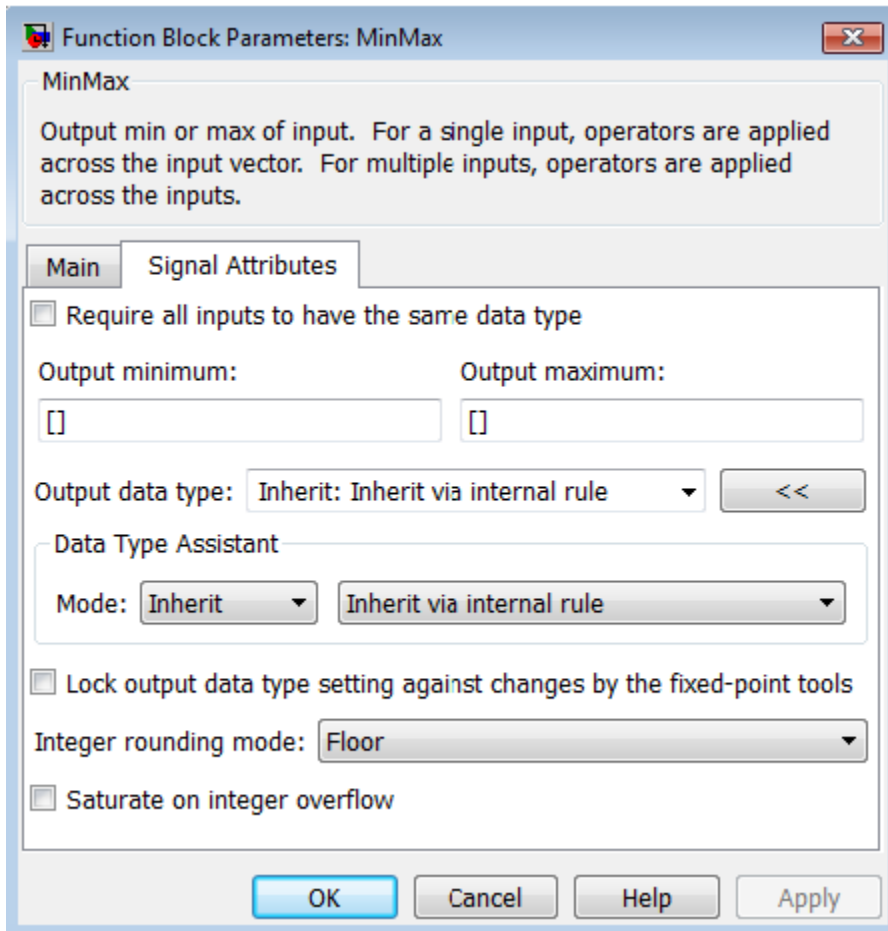 Function Block Parameters: MinMax
MinMax
Output min or max of input. For a single input, operators are applied
across the input vector. For multiple inputs, operators are applied
across the inputs.
Main
Signal Attributes
Require all inputs to have the same data type
Output minimum:
Output maximum:
[]
[]
Output data type: Inherit: Inherit via internal rule <<
Data Type Assistant
Mode: Inherit Inherit via internal rule
Lock output data type setting against changes by the fixed-point tools
Integer rounding mode: Floor
Saturate on integer overflow
OK Cancel Help Apply